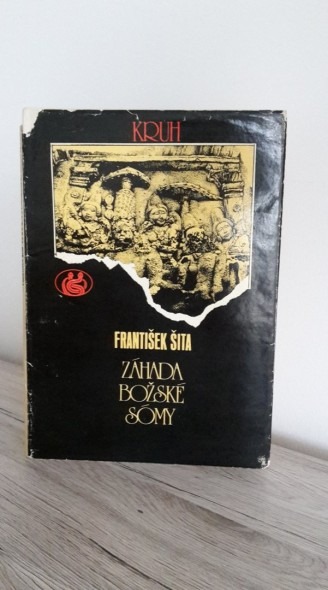 KRUH
FRANTIŠEK ŠITA
ZÁHADA
BOŽSKÉ
SÓMY